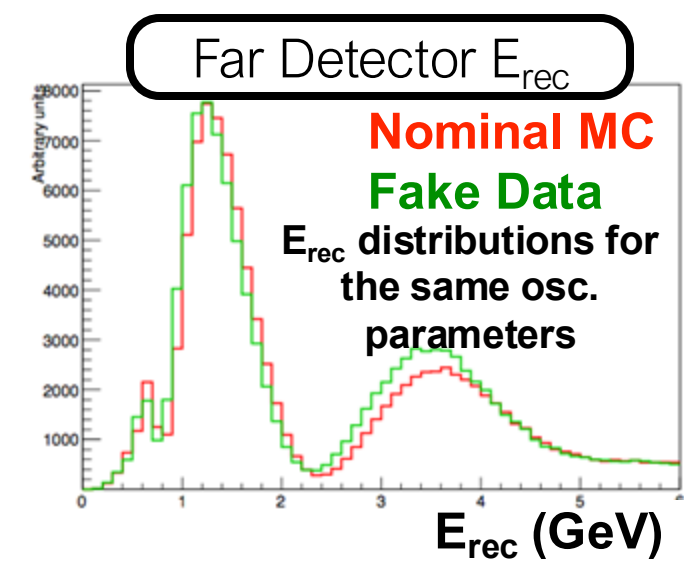 Far Detector Erec
Arbitrary units
8000
7000
6000
5000
4000
3000
2000
1000
Nominal MC
Fake Data
Erec distributions for
the same osc.
parameters
0 1 2 3 4 5 6
Erec (GeV)